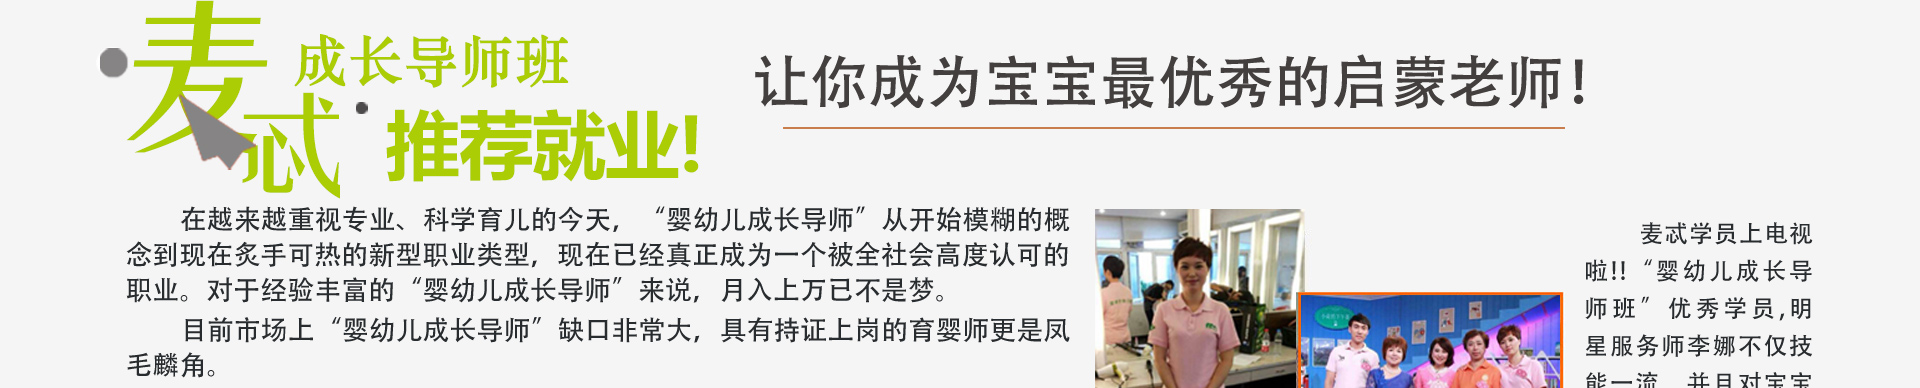 麦忒
成长导师班
推荐就业!
让你成为宝宝最优秀的启蒙老师!
在越来越重视专业、科学育儿的今天，“婴幼儿成长导师”从开始模糊的概
念到现在炙手可热的新型职业类型，现在已经真正成为一个被全社会高度认可的
职业。对于经验丰富的“婴幼儿成长导师”来说，月入上万已不是梦。
目前市场上“婴幼儿成长导师”缺口非常大，具有持证上岗的育婴师更是凤
毛麟角。
麦忒学员上电视
啦!!“婴幼儿成长导
师班”优秀学员,明
星服务师李娜不仅技
能一流，并且对宝宝